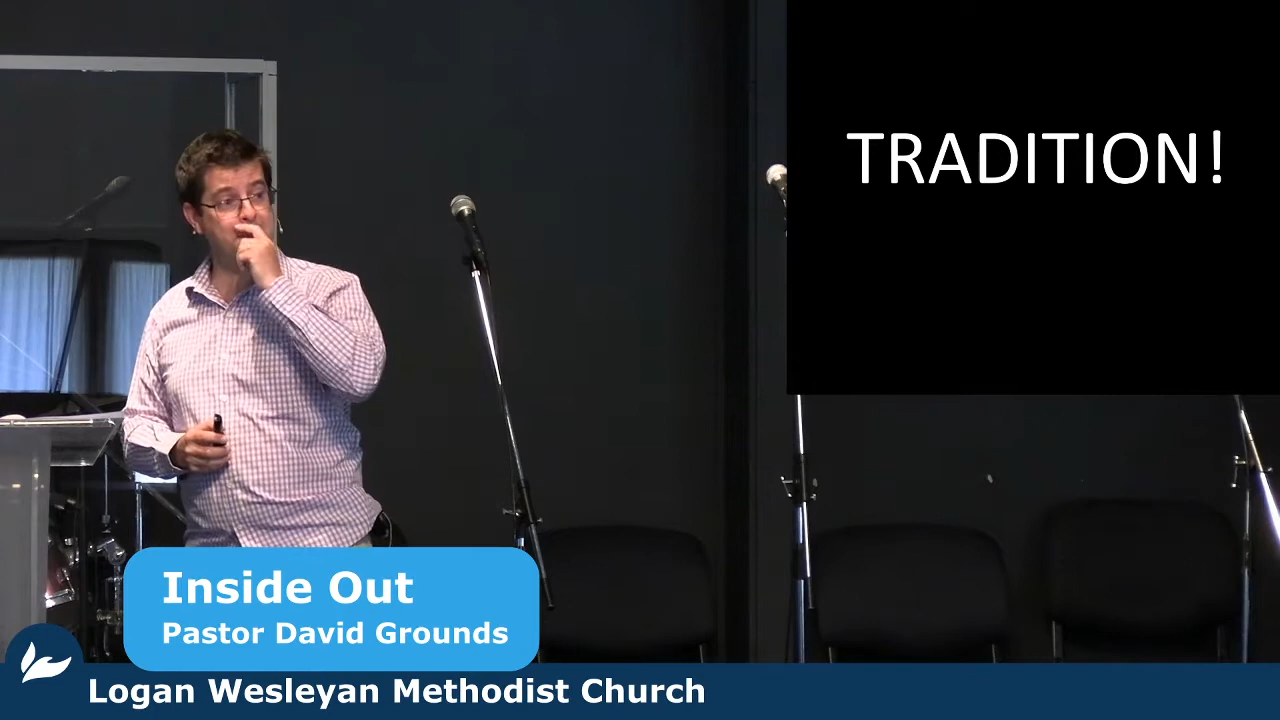 TRADITION!
Inside Out
Pastor David Grounds
Logan Wesleyan Methodist Church